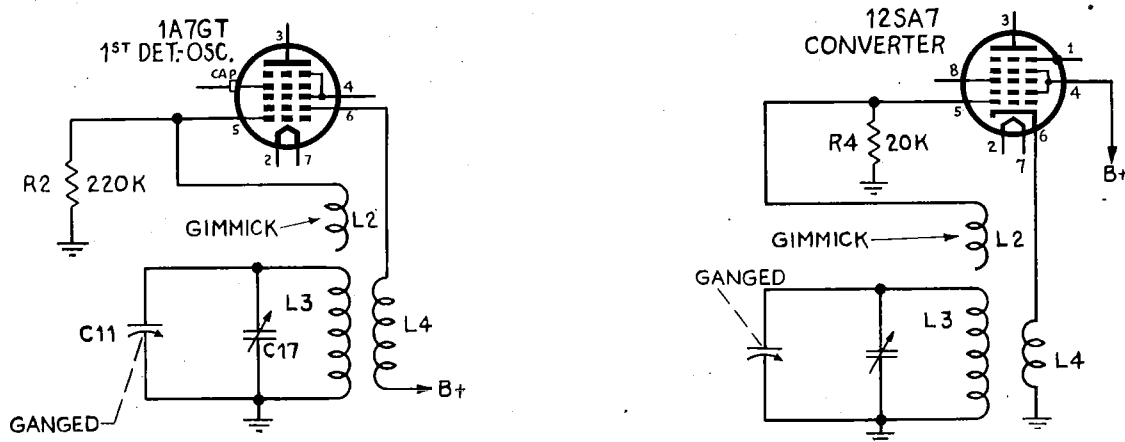 1A7GT
1ST DET.-OSC.
3
CAP
4
6
5
2
7
R2
220K
GIMMICK
L2
L3
C11
C17
L4
B+
GANGED
12SA7
CONVERTER
3
1
8
4
5
6
2
7
R4
20K
B+
GIMMICK
L2
GANGED
L3
L4